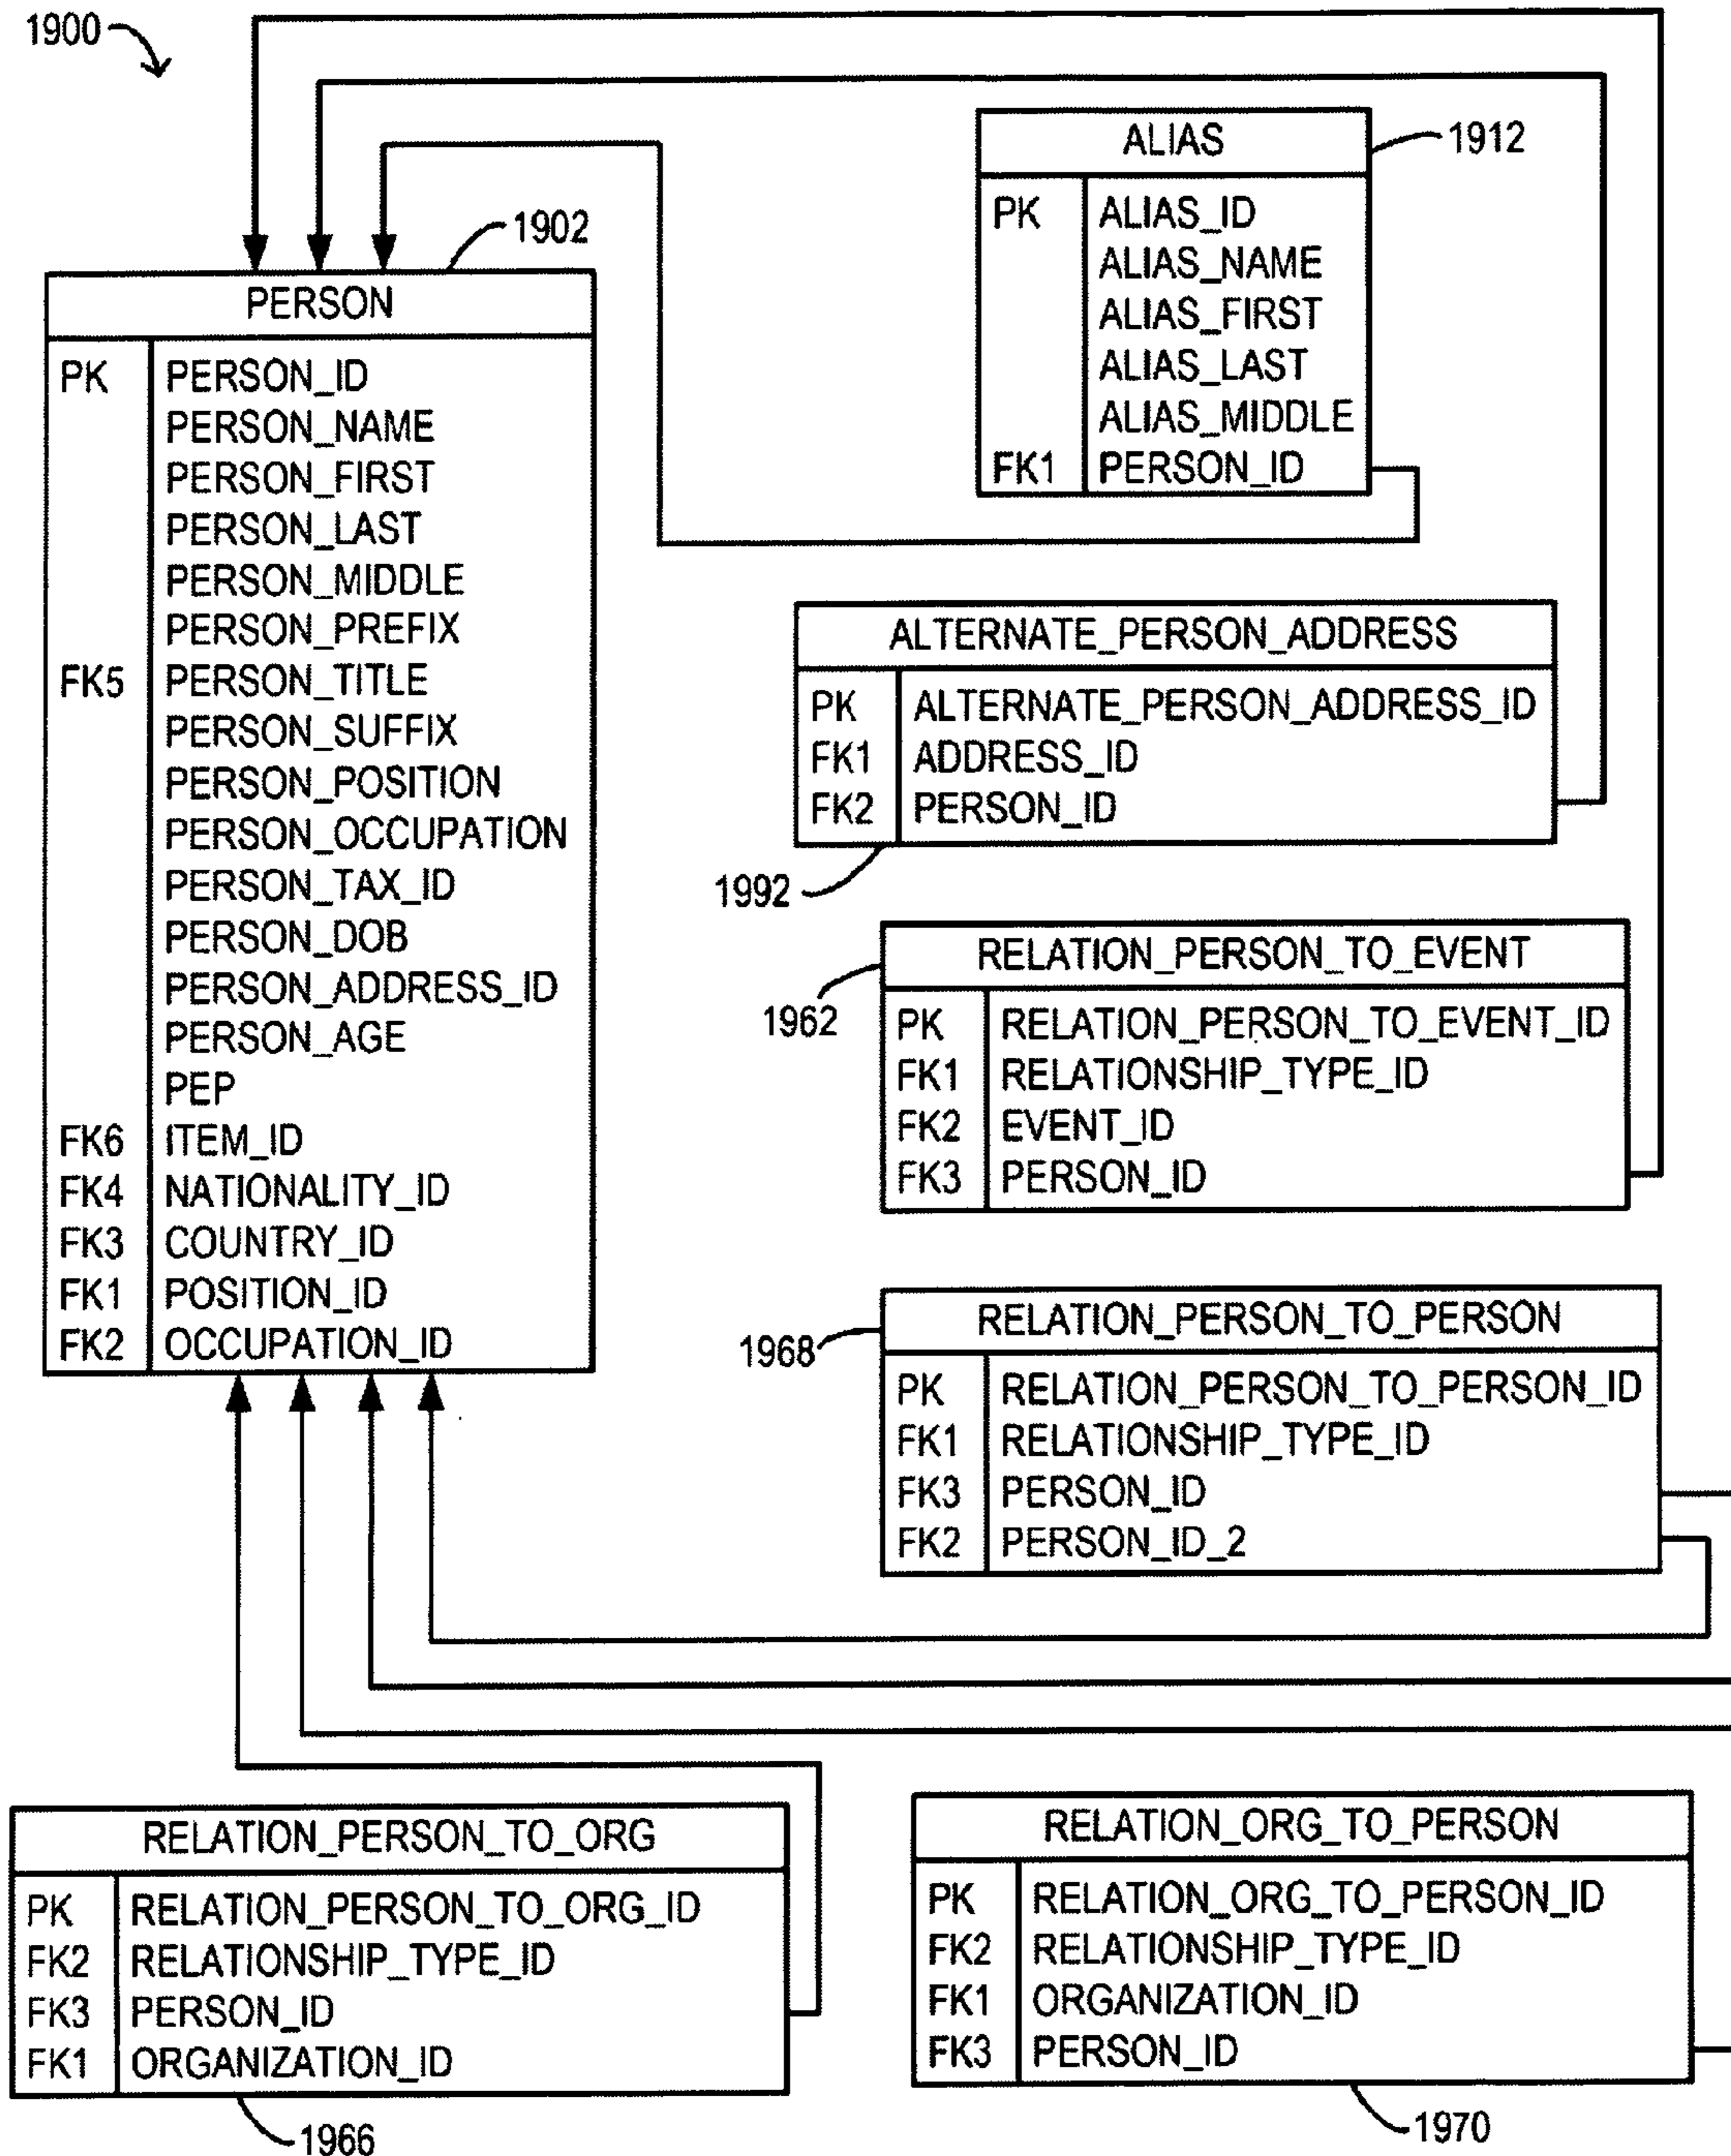 1900
1902
PERSON
PK PERSON_ID
PERSON_NAME
PERSON_FIRST
PERSON_LAST
PERSON_MIDDLE
PERSON_PREFIX
FK5 PERSON_TITLE
PERSON_SUFFIX
PERSON_POSITION
PERSON_OCCUPATION
PERSON_TAX_ID
PERSON_DOB
PERSON_ADDRESS_ID
PERSON_AGE
PEP
FK6 ITEM_ID
FK4 NATIONALITY_ID
FK3 COUNTRY_ID
FK1 POSITION_ID
FK2 OCCUPATION_ID
ALIAS
1912
PK ALIAS_ID
ALIAS_NAME
ALIAS_FIRST
ALIAS_LAST
ALIAS_MIDDLE
FK1 PERSON_ID
ALTERNATE_PERSON_ADDRESS
PK ALTERNATE_PERSON_ADDRESS_ID
FK1 ADDRESS_ID
FK2 PERSON_ID
1992
RELATION_PERSON_TO_EVENT
1962
PK RELATION_PERSON_TO_EVENT_ID
FK1 RELATIONSHIP_TYPE_ID
FK2 EVENT_ID
FK3 PERSON_ID
RELATION_PERSON_TO_PERSON
1968
PK RELATION_PERSON_TO_PERSON_ID
FK1 RELATIONSHIP_TYPE_ID
FK3 PERSON_ID
FK2 PERSON_ID_2
RELATION_PERSON_TO_ORG
PK RELATION_PERSON_TO_ORG_ID
FK2 RELATIONSHIP_TYPE_ID
FK3 PERSON_ID
FK1 ORGANIZATION_ID
1966
RELATION_ORG_TO_PERSON
PK RELATION_ORG_TO_PERSON_ID
FK2 RELATIONSHIP_TYPE_ID
FK1 ORGANIZATION_ID
FK3 PERSON_ID
1970